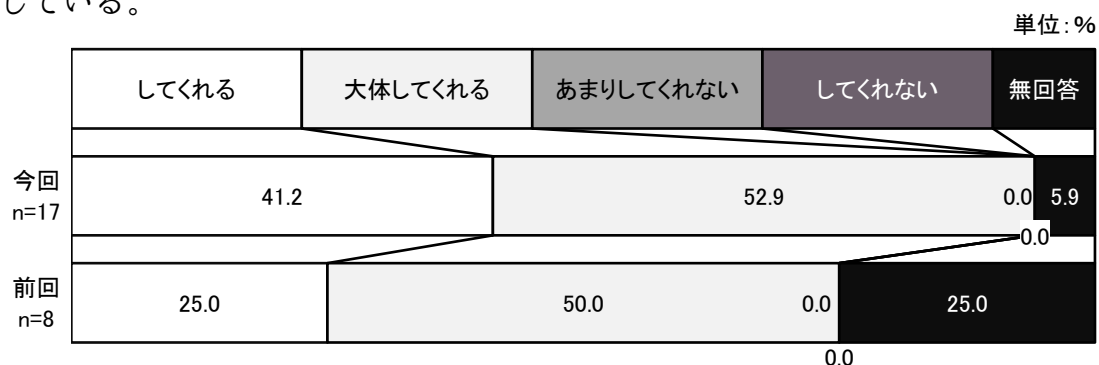 している。
単位：％
してくれる 大体してくれる あまりしてくれない してくれない 無回答
今回
n=17
41.2 52.9 0.0 5.9
0.0
前回
n=8
25.0 50.0 0.0 25.0
0.0